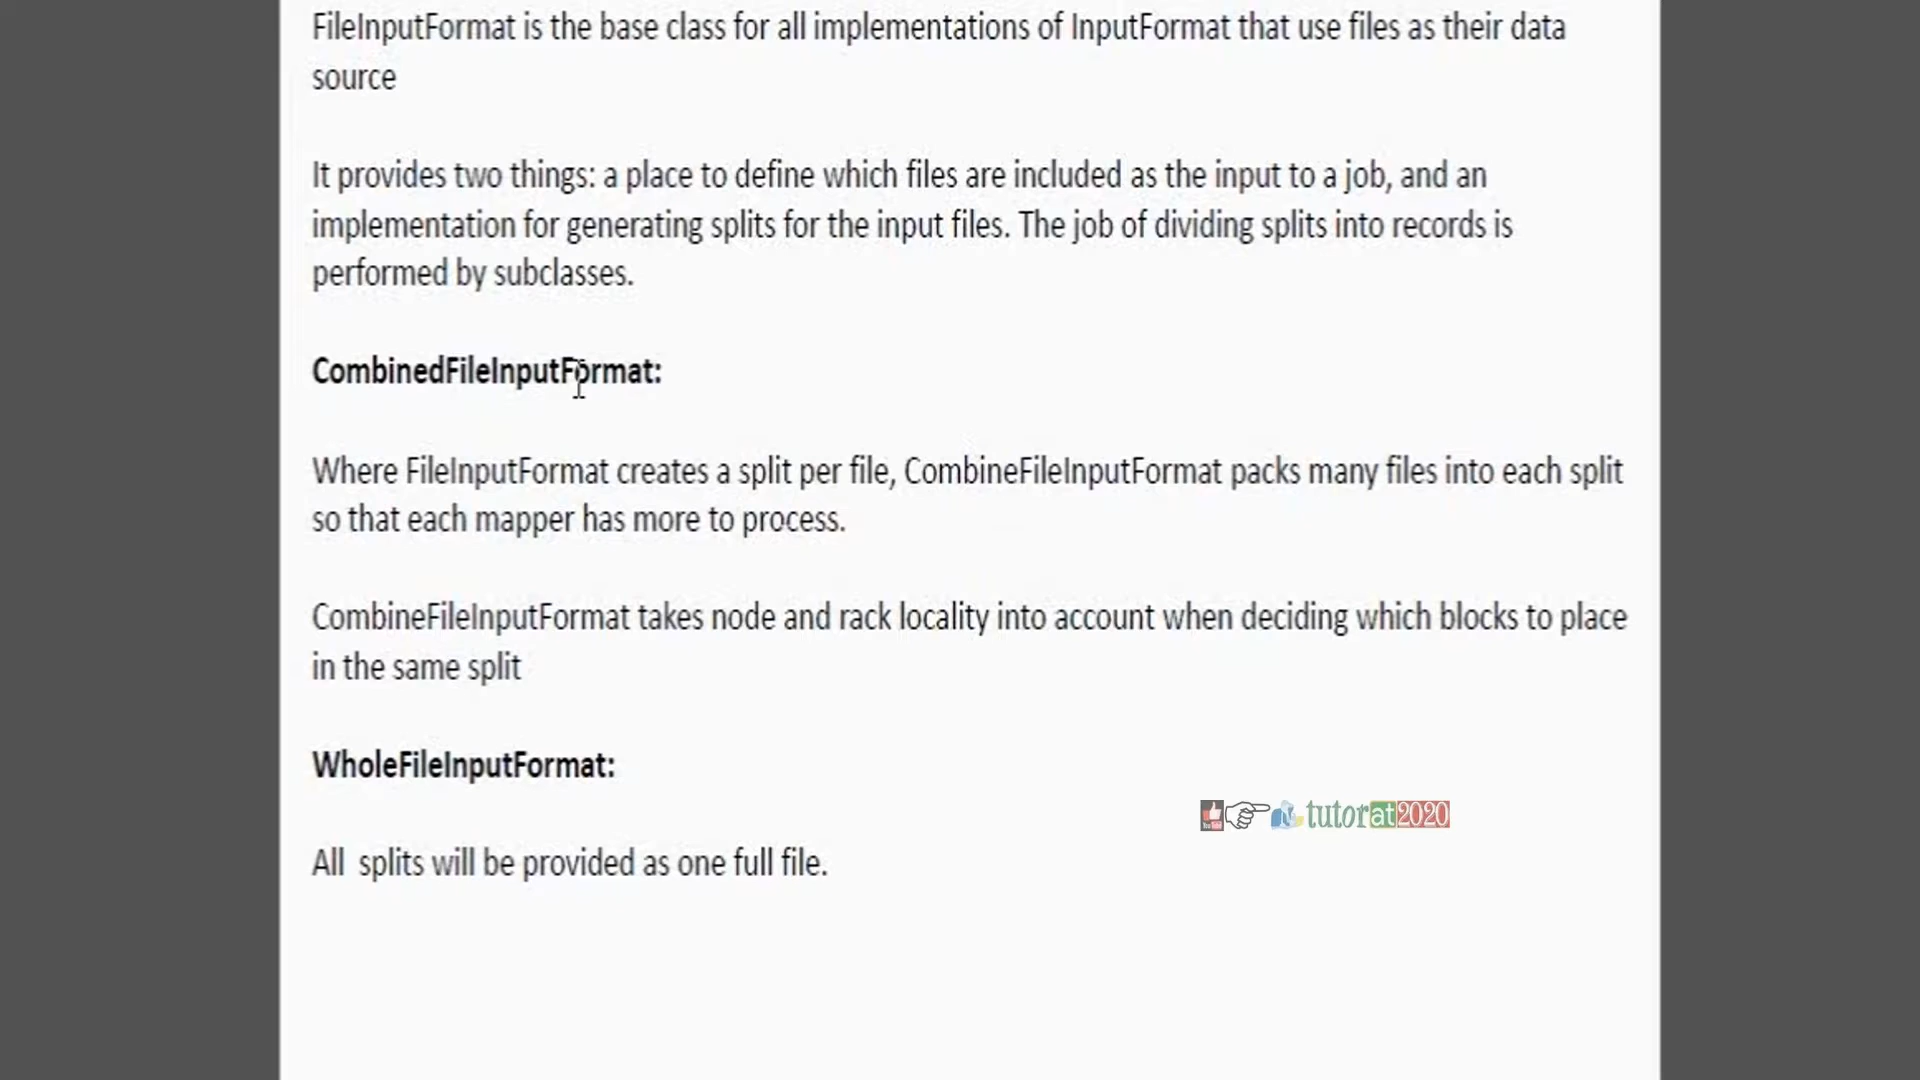 FileInputFormat is the base class for all implementations of InputFormat that use files as their data
source
It provides two things: a place to define which files are included as the input to a job, and an
implementation for generating splits for the input files. The job of dividing splits into records is
performed by subclasses.
CombinedFileInputFormat:
Where FileInputFormat creates a split per file, CombineFileInputFormat packs many files into each split
so that each mapper has more to process.
CombineFileInputFormat takes node and rack locality into account when deciding which blocks to place
in the same split
WholeFileInputFormat:
tutorat2020
All splits will be provided as one full file.